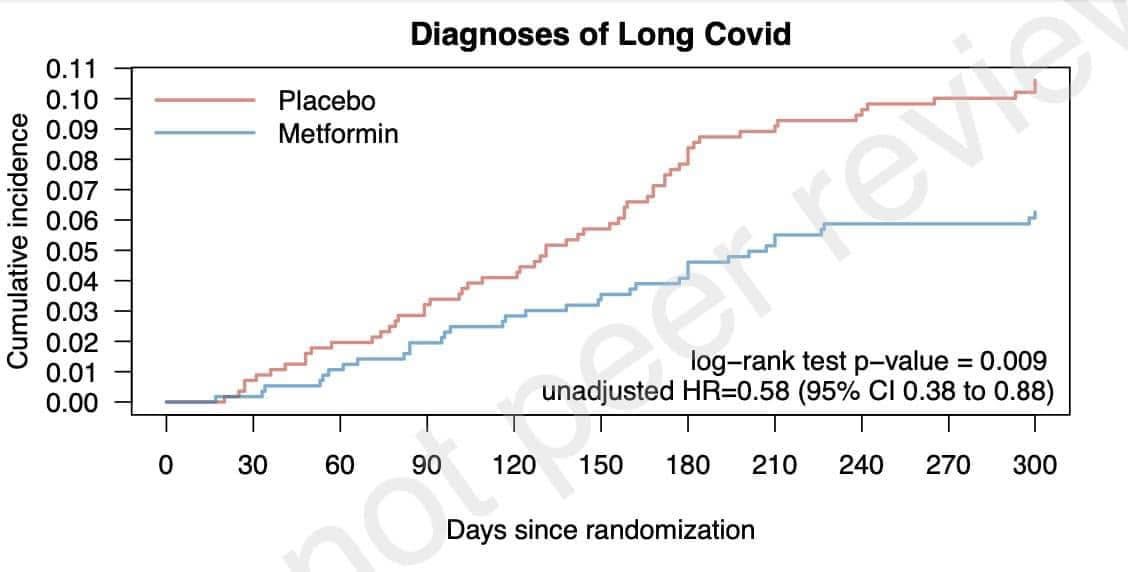 Diagnoses of Long Covid
Cumulative incidence
0.11
0.10
0.09
0.08
0.07
0.06
0.05
0.04
0.03
0.02
0.01
0.00
Placebo
Metformin
log–rank test p–value = 0.009
unadjusted HR=0.58 (95% CI 0.38 to 0.88)
0 30 60 90 120 150 180 210 240 270 300
Days since randomization
not peer review